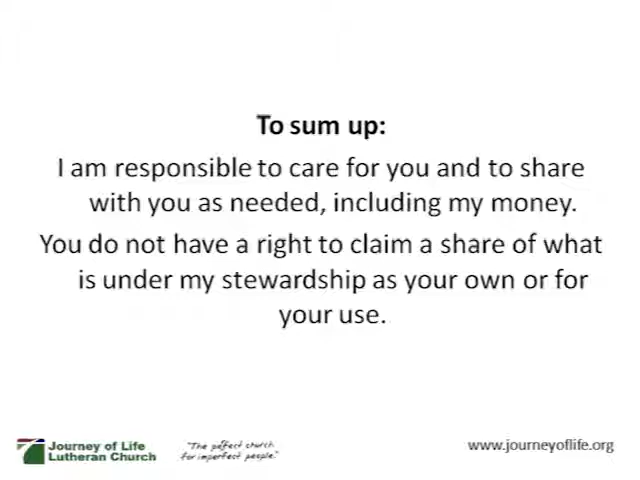 To sum up:
I am responsible to care for you and to share
with you as needed, including my money.
You do not have a right to claim a share of what
is under my stewardship as your own or for
your use.
Journey of Life
Lutheran Church
"The perfect church
for imperfect people."
www.journeyoflife.org